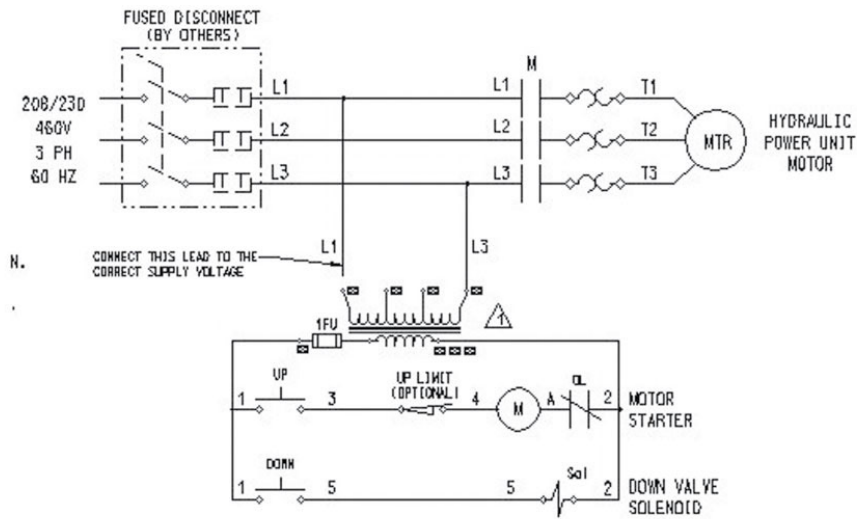 FUSED DISCONNECT
(BY OTHERS)
208/230
460V
3 PH
60 HZ
L1
L2
L3
L1
L2
L3
M
T1
T2
T3
MTR
HYDRAULIC
POWER UNIT
MOTOR
N.
CONNECT THIS LEAD TO THE
CORRECT SUPPLY VOLTAGE
L1
L3
1
1FU
1
UP
3
UP LIMIT
(OPTIONAL)
4
M
A
OL
2
MOTOR
STARTER
1
DOWN
5
5
Sol
2
DOWN VALVE
SOLENOID